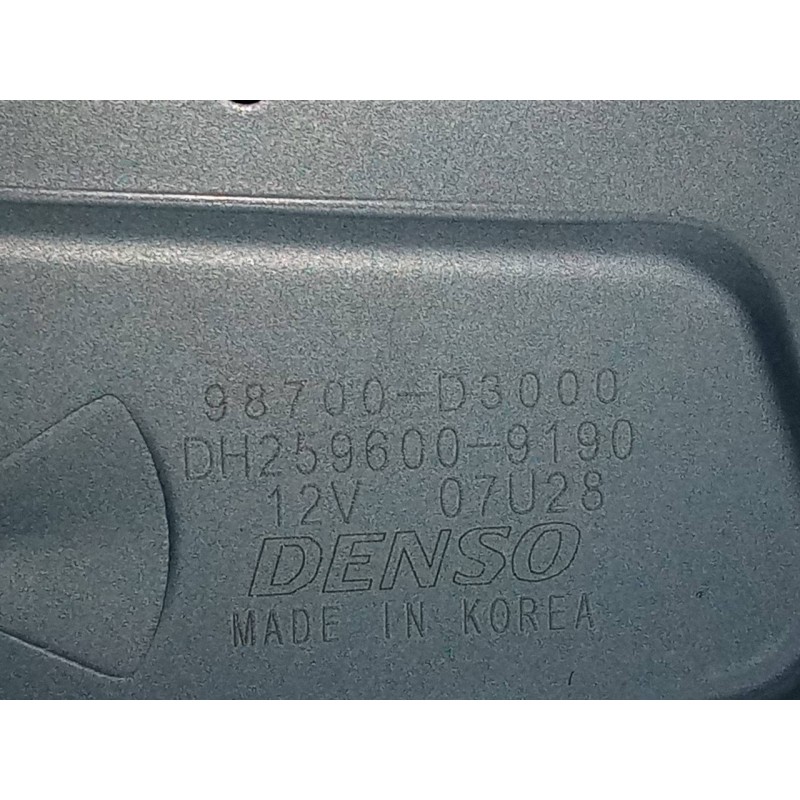 98700-D3000
DH259600-9190
12V 07U28
DENSO
MADE IN KOREA